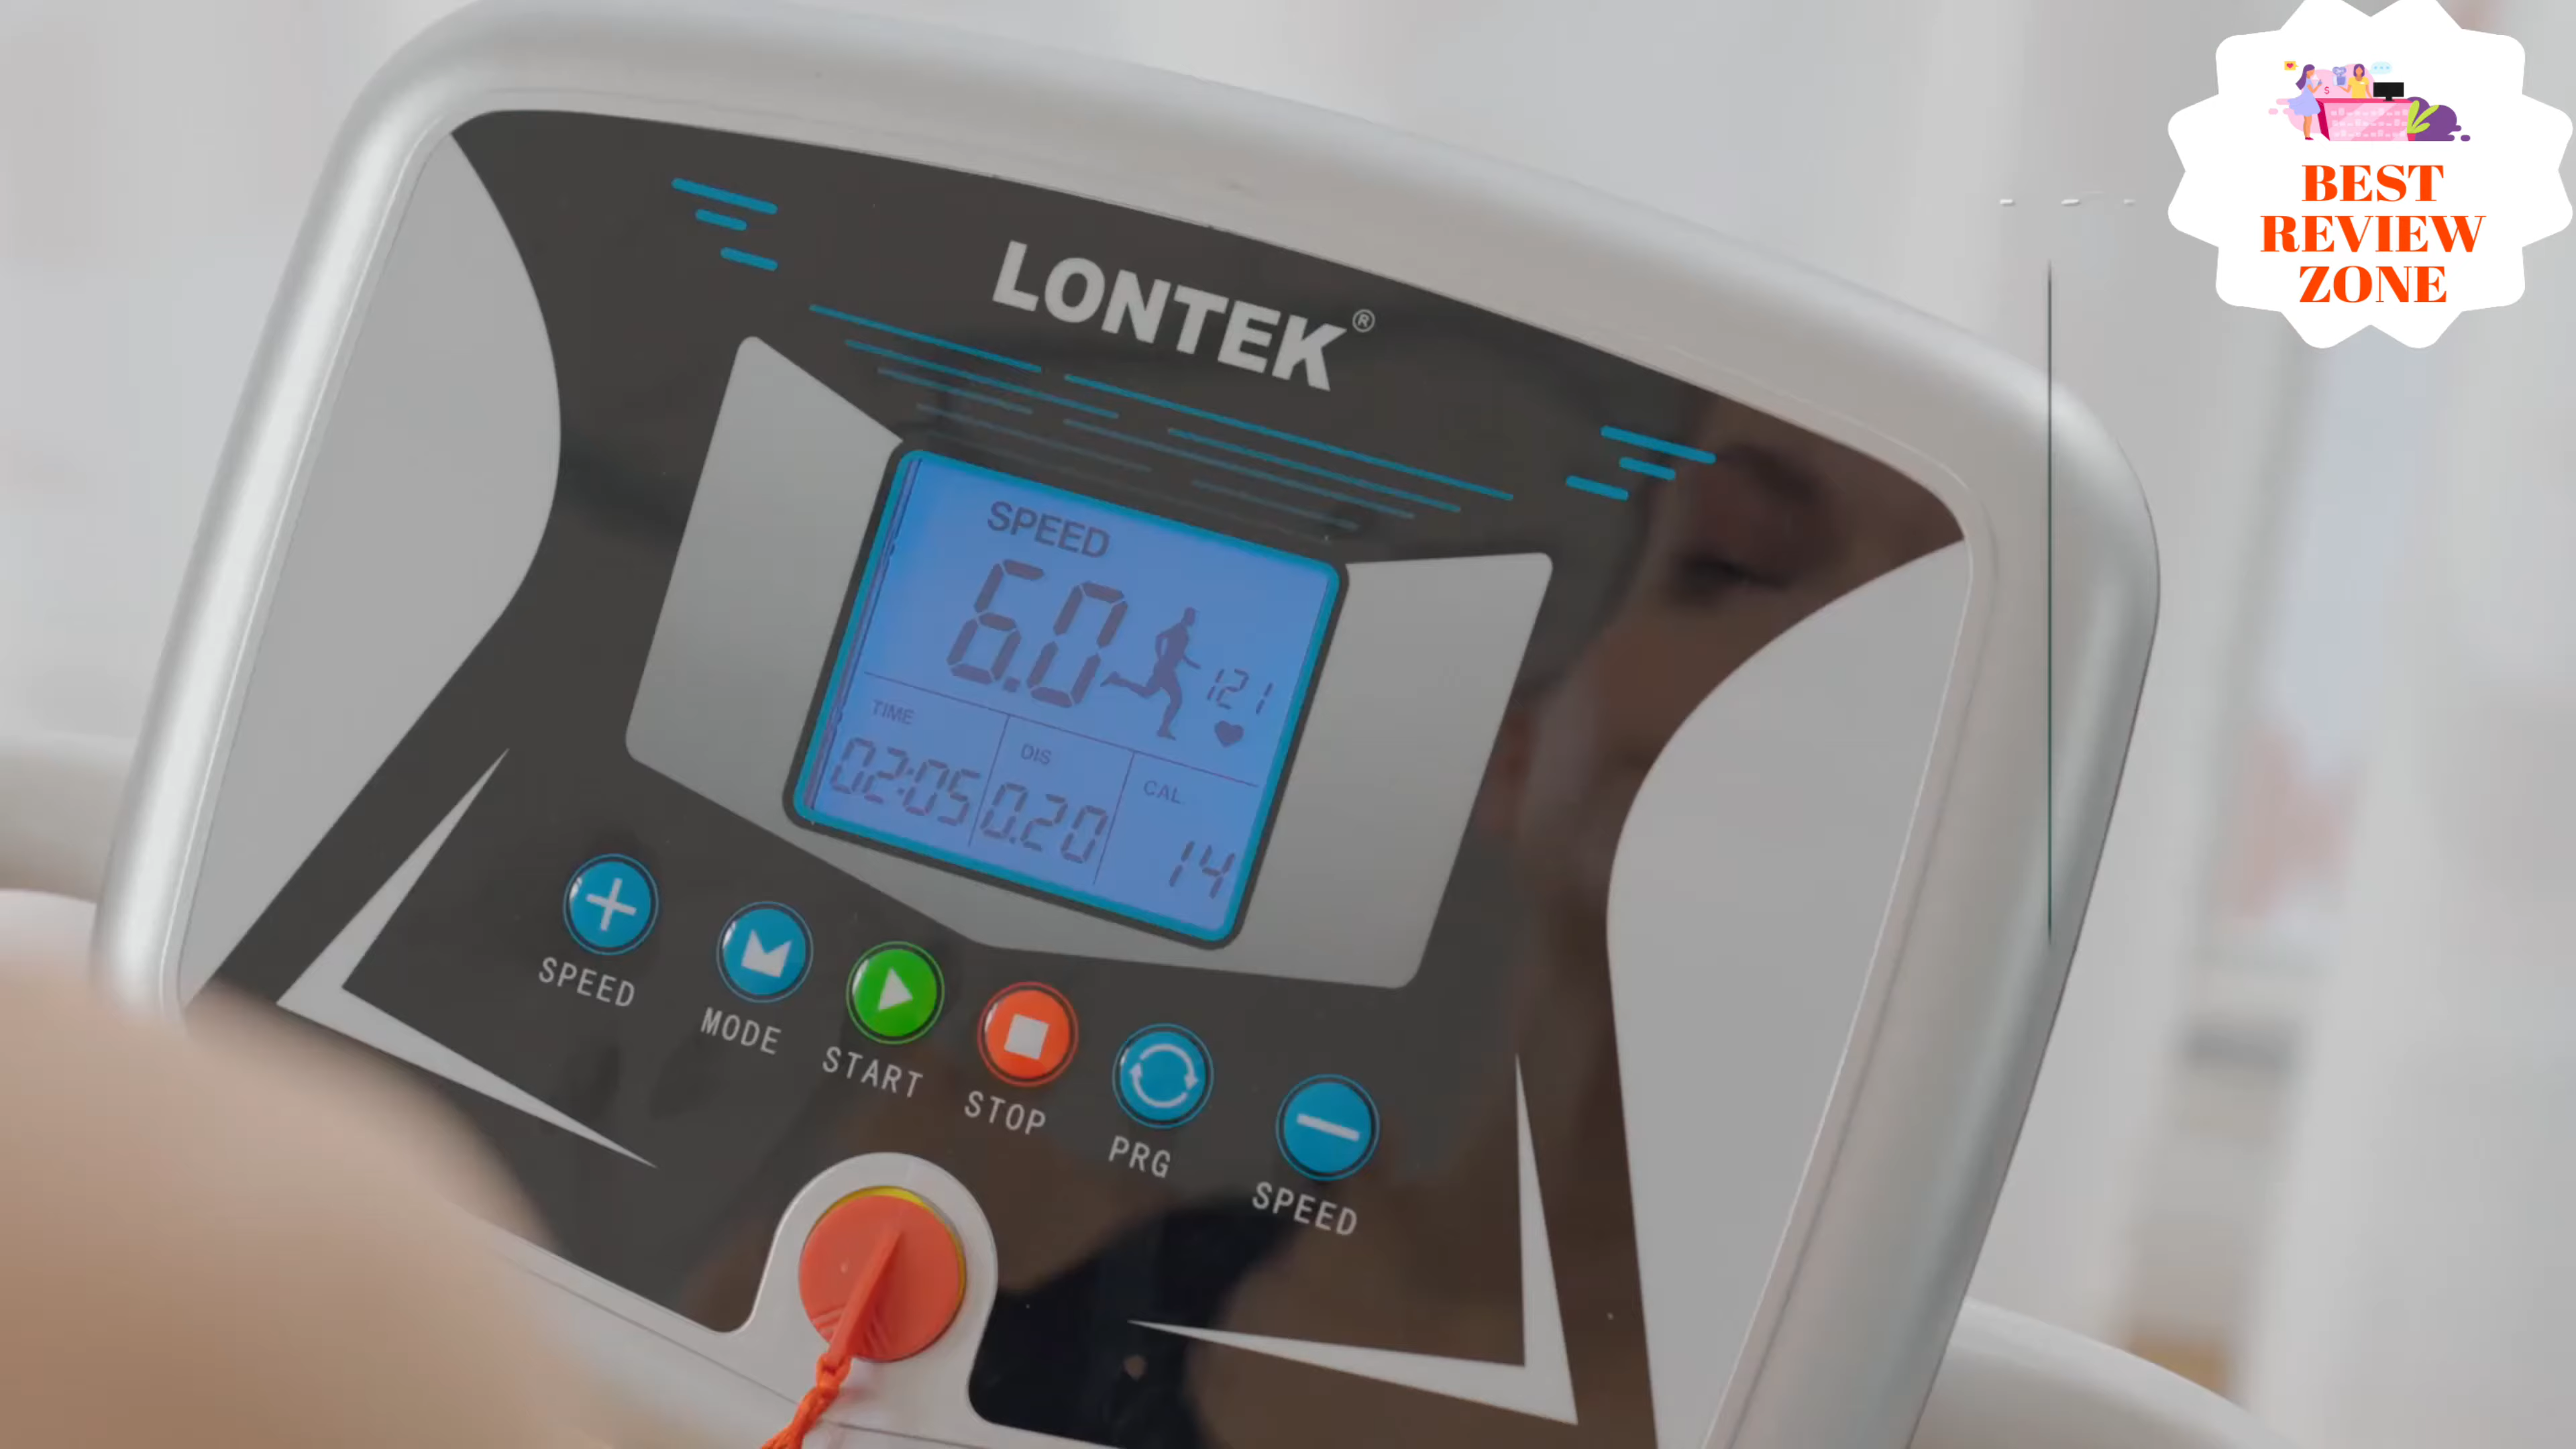 BEST
REVIEW
ZONE
LONTEK®
SPEED
6.0
121
TIME
DIS
CAL
02:05
0.20
14
SPEED
MODE
START
STOP
PRG
SPEED